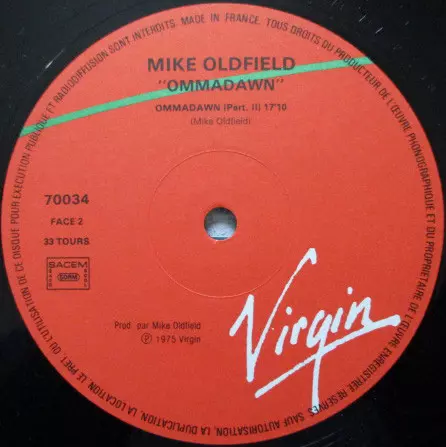 MADE IN FRANCE. TOUS DROITS DU PRODUCTEUR DE L'ŒUVRE PHONOGRAPHIQUE ET DU PROPRIETAIRE DE L'ŒUVRE ENREGISTREE RESERVES. SAUF AUTORISATION, LA DUPLICATION, LA LOCATION, LE PRET, OU L'UTILISATION DE CE DISQUE POUR EXECUTION PUBLIQUE ET RADIODIFFUSION SONT INTERDITS.
MIKE OLDFIELD
"OMMADAWN"
OMMADAWN (Part. II) 17'10
(Mike Oldfield)
70034
FACE 2
33 TOURS
SACEM
SDRM
Virgin
Prod par Mike Oldfield
Ⓟ 1975 Virgin